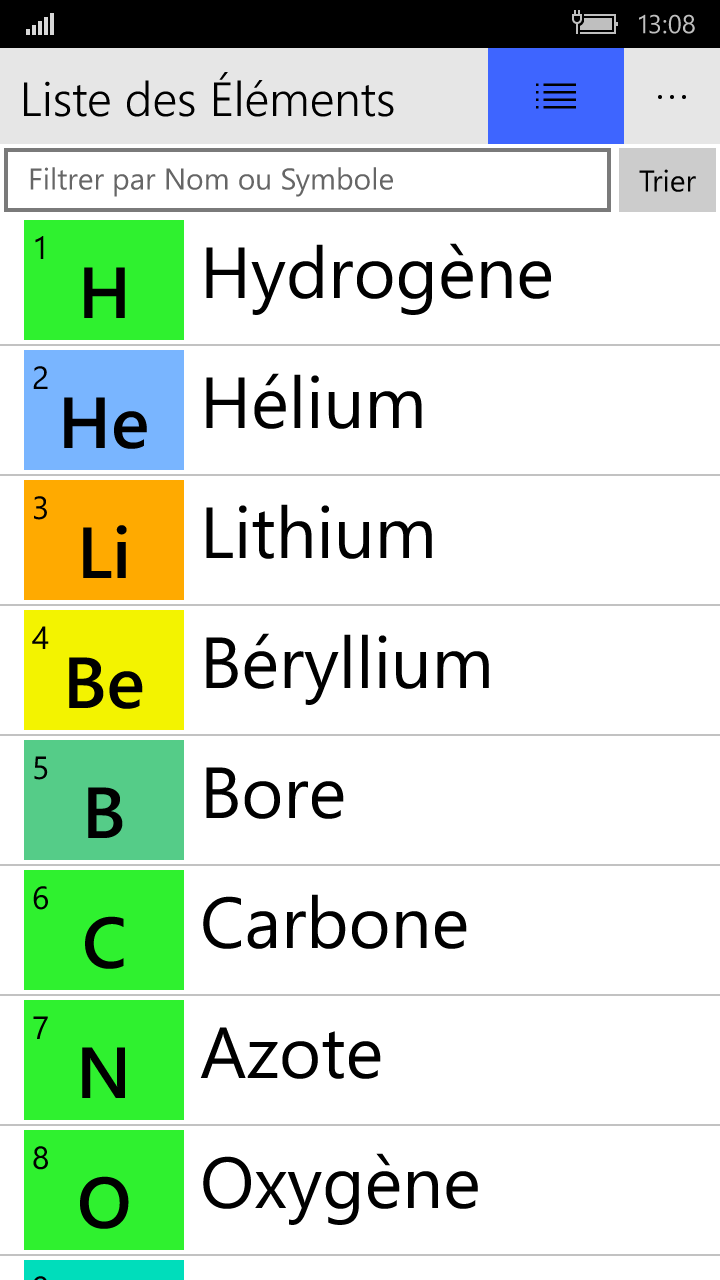 13:08
Liste des Éléments
...
Filtrer par Nom ou Symbole
Trier
1
H
Hydrogène
2
He
Hélium
3
Li
Lithium
4
Be
Béryllium
5
B
Bore
6
C
Carbone
7
N
Azote
8
O
Oxygène